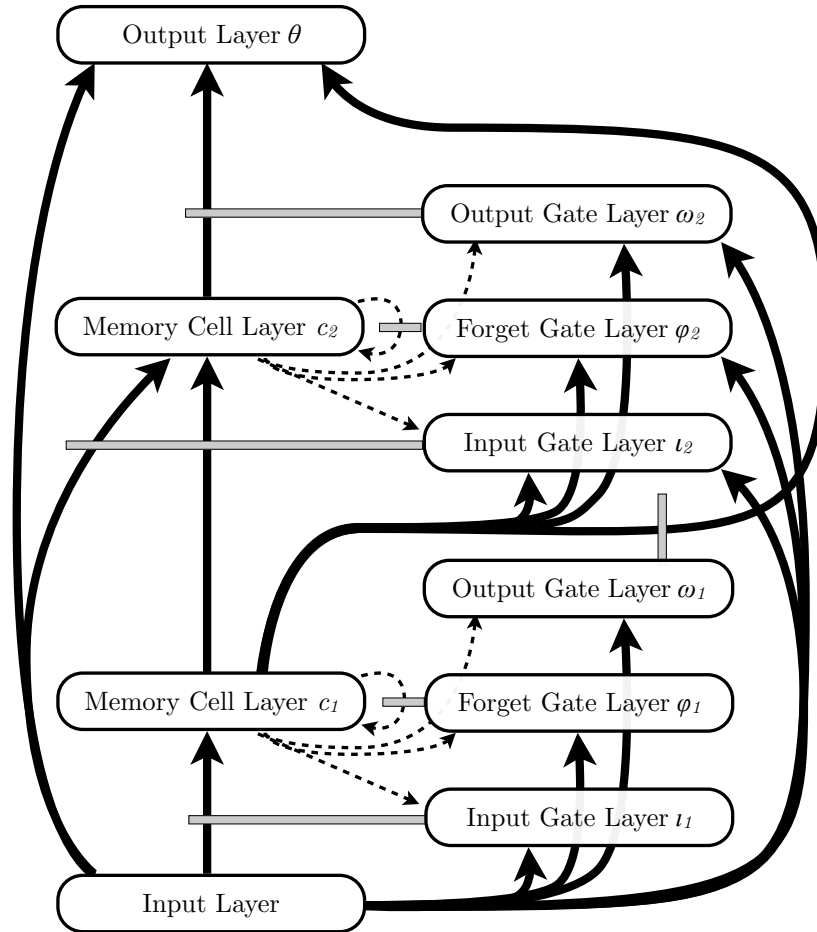 Output Layer θ
Output Gate Layer ω₂
Memory Cell Layer c₂
Forget Gate Layer φ₂
Input Gate Layer ι₂
Output Gate Layer ω₁
Memory Cell Layer c₁
Forget Gate Layer φ₁
Input Gate Layer ι₁
Input Layer